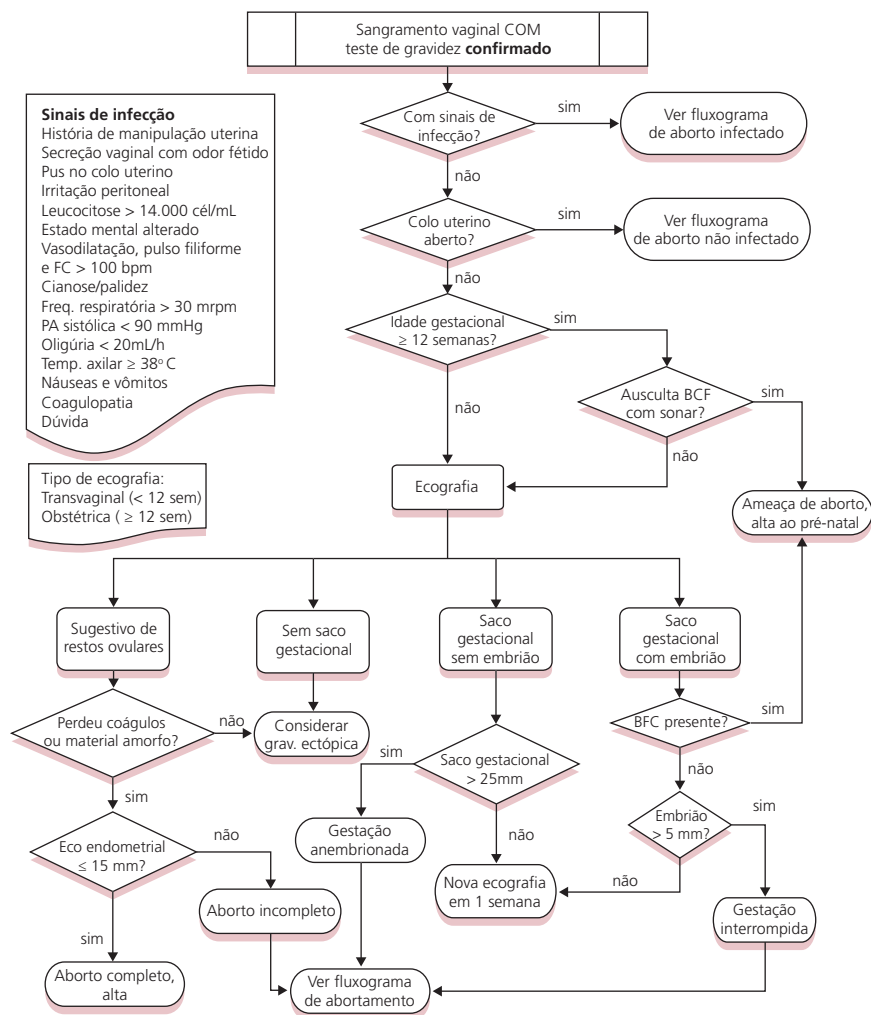 Sangramento vaginal COM
teste de gravidez confirmado
Sinais de infecção
História de manipulação uterina
Secreção vaginal com odor fétido
Pus no colo uterino
Irritação peritoneal
Leucocitose > 14.000 cél/mL
Estado mental alterado
Vasodilatação, pulso filiforme
e FC > 100 bpm
Cianose/palidez
Freq. respiratória > 30 mrpm
PA sistólica < 90 mmHg
Oligúria < 20mL/h
Temp. axilar ≥ 38º C
Náuseas e vômitos
Coagulopatia
Dúvida
Tipo de ecografia:
Transvaginal (< 12 sem)
Obstétrica ( ≥ 12 sem)
Com sinais de
infecção?
sim
Ver fluxograma
de aborto infectado
não
Colo uterino
aberto?
sim
Ver fluxograma
de aborto não infectado
não
Idade gestacional
≥ 12 semanas?
sim
não
Ausculta BCF
com sonar?
sim
não
Ecografia
Ameaça de aborto,
alta ao pré-natal
Sugestivo de
restos ovulares
Sem saco
gestacional
Saco
gestacional
sem embrião
Saco
gestacional
com embrião
Perdeu coágulos
ou material amorfo?
não
Considerar
grav. ectópica
sim
Saco gestacional
> 25mm
sim
não
BFC presente?
sim
não
Eco endometrial
≤ 15 mm?
não
sim
Gestação
anembrionada
Nova ecografia
em 1 semana
Embrião
> 5 mm?
sim
não
Aborto incompleto
Gestação
interrompida
Aborto completo,
alta
Ver fluxograma
de abortamento